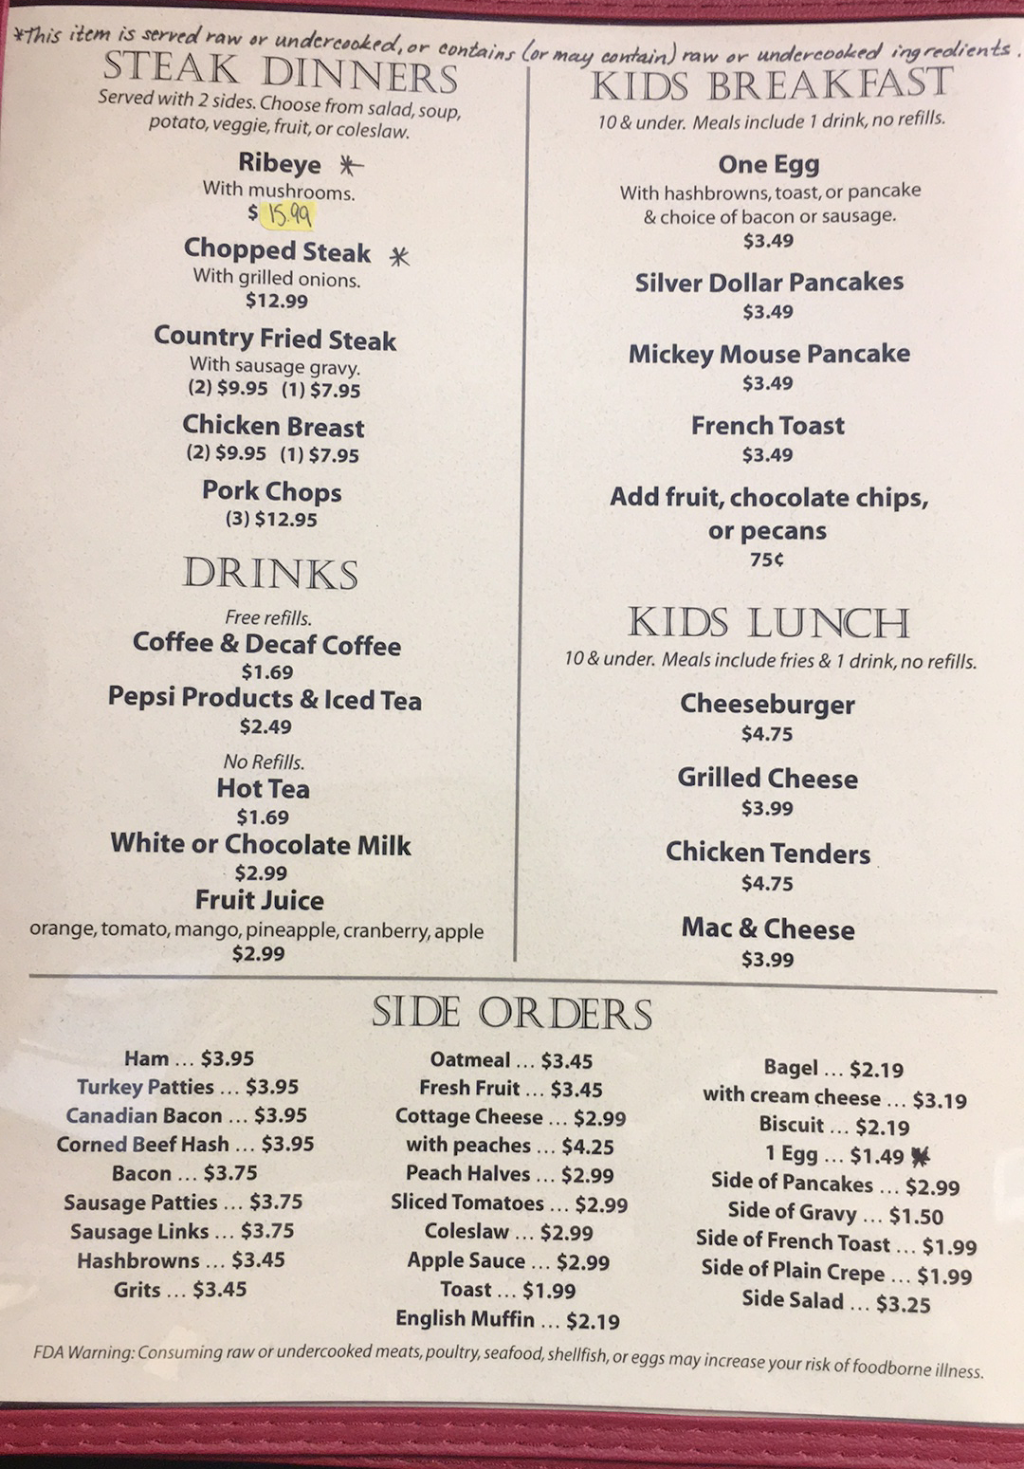 *This item is served raw or undercooked, or contains (or may contain) raw or undercooked ingredients.
STEAK DINNERS
Served with 2 sides. Choose from salad, soup,
potato, veggie, fruit, or coleslaw.
Ribeye *
With mushrooms.
$ 15.99
Chopped Steak *
With grilled onions.
$12.99
Country Fried Steak
With sausage gravy.
(2) $9.95 (1) $7.95
Chicken Breast
(2) $9.95 (1) $7.95
Pork Chops
(3) $12.95
DRINKS
Free refills.
Coffee & Decaf Coffee
$1.69
Pepsi Products & Iced Tea
$2.49
No Refills.
Hot Tea
$1.69
White or Chocolate Milk
$2.99
Fruit Juice
orange, tomato, mango, pineapple, cranberry, apple
$2.99
KIDS BREAKFAST
10 & under. Meals include 1 drink, no refills.
One Egg
With hashbrowns, toast, or pancake
& choice of bacon or sausage.
$3.49
Silver Dollar Pancakes
$3.49
Mickey Mouse Pancake
$3.49
French Toast
$3.49
Add fruit, chocolate chips,
or pecans
75¢
KIDS LUNCH
10 & under. Meals include fries & 1 drink, no refills.
Cheeseburger
$4.75
Grilled Cheese
$3.99
Chicken Tenders
$4.75
Mac & Cheese
$3.99
SIDE ORDERS
Ham ... $3.95
Turkey Patties ... $3.95
Canadian Bacon ... $3.95
Corned Beef Hash ... $3.95
Bacon ... $3.75
Sausage Patties ... $3.75
Sausage Links ... $3.75
Hashbrowns ... $3.45
Grits ... $3.45
Oatmeal ... $3.45
Fresh Fruit ... $3.45
Cottage Cheese ... $2.99
with peaches ... $4.25
Peach Halves ... $2.99
Sliced Tomatoes ... $2.99
Coleslaw ... $2.99
Apple Sauce ... $2.99
Toast ... $1.99
English Muffin ... $2.19
Bagel ... $2.19
with cream cheese ... $3.19
Biscuit ... $2.19
1 Egg ... $1.49 *
Side of Pancakes ... $2.99
Side of Gravy ... $1.50
Side of French Toast ... $1.99
Side of Plain Crepe ... $1.99
Side Salad ... $3.25
FDA Warning: Consuming raw or undercooked meats, poultry, seafood, shellfish, or eggs may increase your risk of foodborne illness.